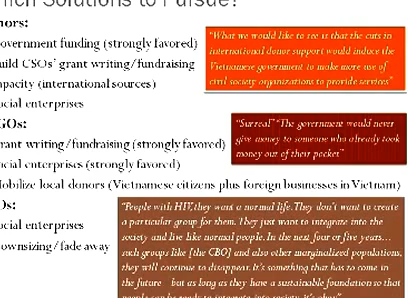 hich Solutions to Pursue?
nors:
overnment funding (strongly favored)
uild CSOs' grant writing/fundraising
apacity (international sources)
ocial enterprises
"What we would like to see is that the cuts in
international donor support would induce the
Vietnamese government to make more use of
civil society organizations to provide services"
GOs:
rant writing/fundraising (strongly favored)
ocial enterprises (strongly favored)
"Surreal" "The government would never
give money to someone who already took
money out of their pocket"
Mobilize local donors (Vietnamese citizens plus foreign businesses in Vietnam)
Os:
ocial enterprises
ownsizing/fade away
"People with HIV, they want a normal life. They don't want to create
a particular group for them. They just want to integrate into the
society and live like normal people. In the next four or five years...
such groups like [the CBO] and also other marginalized populations,
they will continue to disappear. It's something that has to come in
the future – but as long as they have a sustainable foundation so that
people can be ready to integrate into society, it's okay"